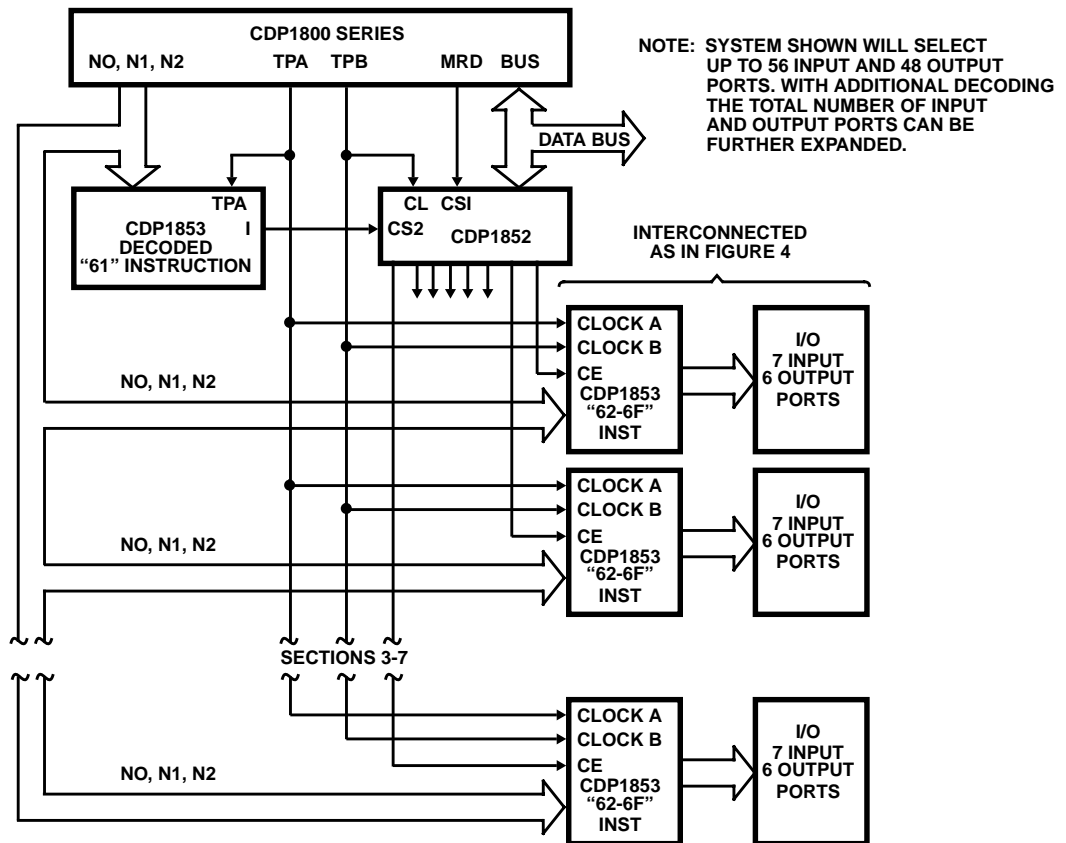 CDP1800 SERIES
NO, N1, N2 TPA TPB MRD BUS
NOTE: SYSTEM SHOWN WILL SELECT
UP TO 56 INPUT AND 48 OUTPUT
PORTS. WITH ADDITIONAL DECODING
THE TOTAL NUMBER OF INPUT
AND OUTPUT PORTS CAN BE
FURTHER EXPANDED.
DATA BUS
TPA
I
CDP1853
DECODED
“61” INSTRUCTION
CL CSI
CS2
CDP1852
INTERCONNECTED
AS IN FIGURE 4
NO, N1, N2
CLOCK A
CLOCK B
CE
CDP1853
“62-6F”
INST
I/O
7 INPUT
6 OUTPUT
PORTS
NO, N1, N2
CLOCK A
CLOCK B
CE
CDP1853
“62-6F”
INST
I/O
7 INPUT
6 OUTPUT
PORTS
SECTIONS 3-7
NO, N1, N2
CLOCK A
CLOCK B
CE
CDP1853
“62-6F”
INST
I/O
7 INPUT
6 OUTPUT
PORTS